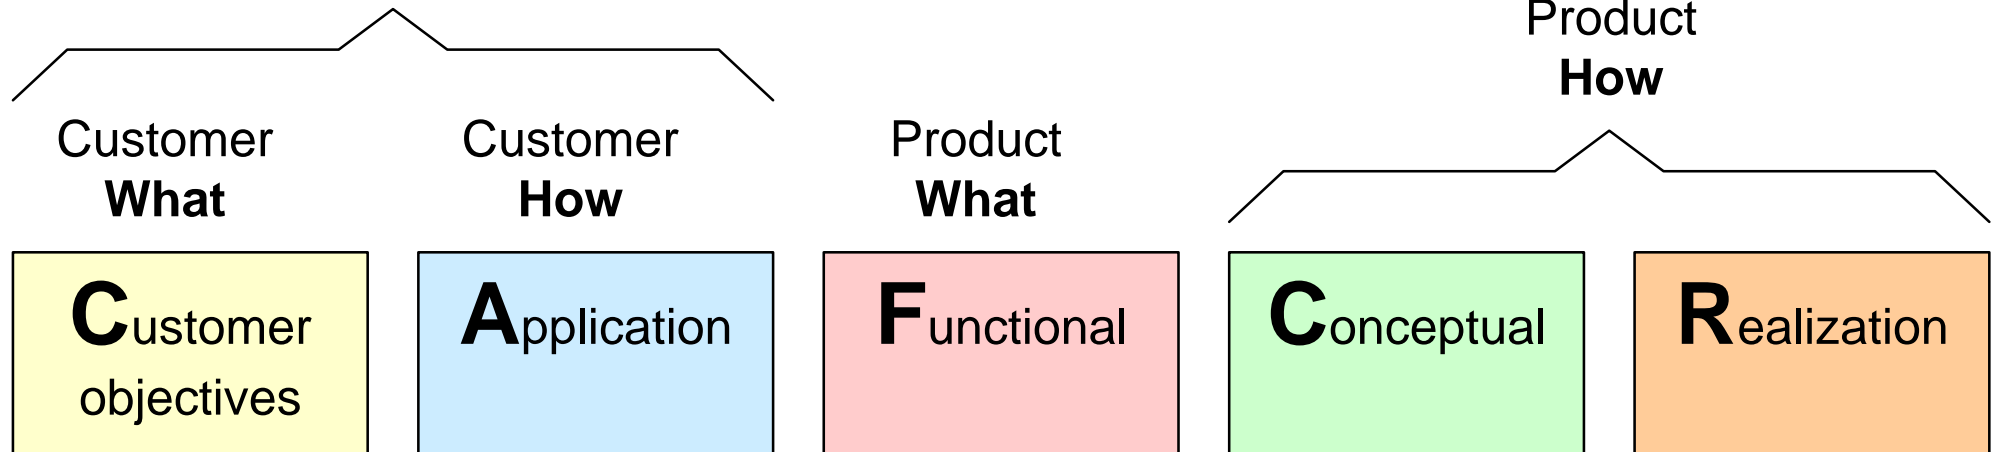 Product
How
Customer
What
Customer
How
Product
What
Customer
objectives
Application
Functional
Conceptual
Realization